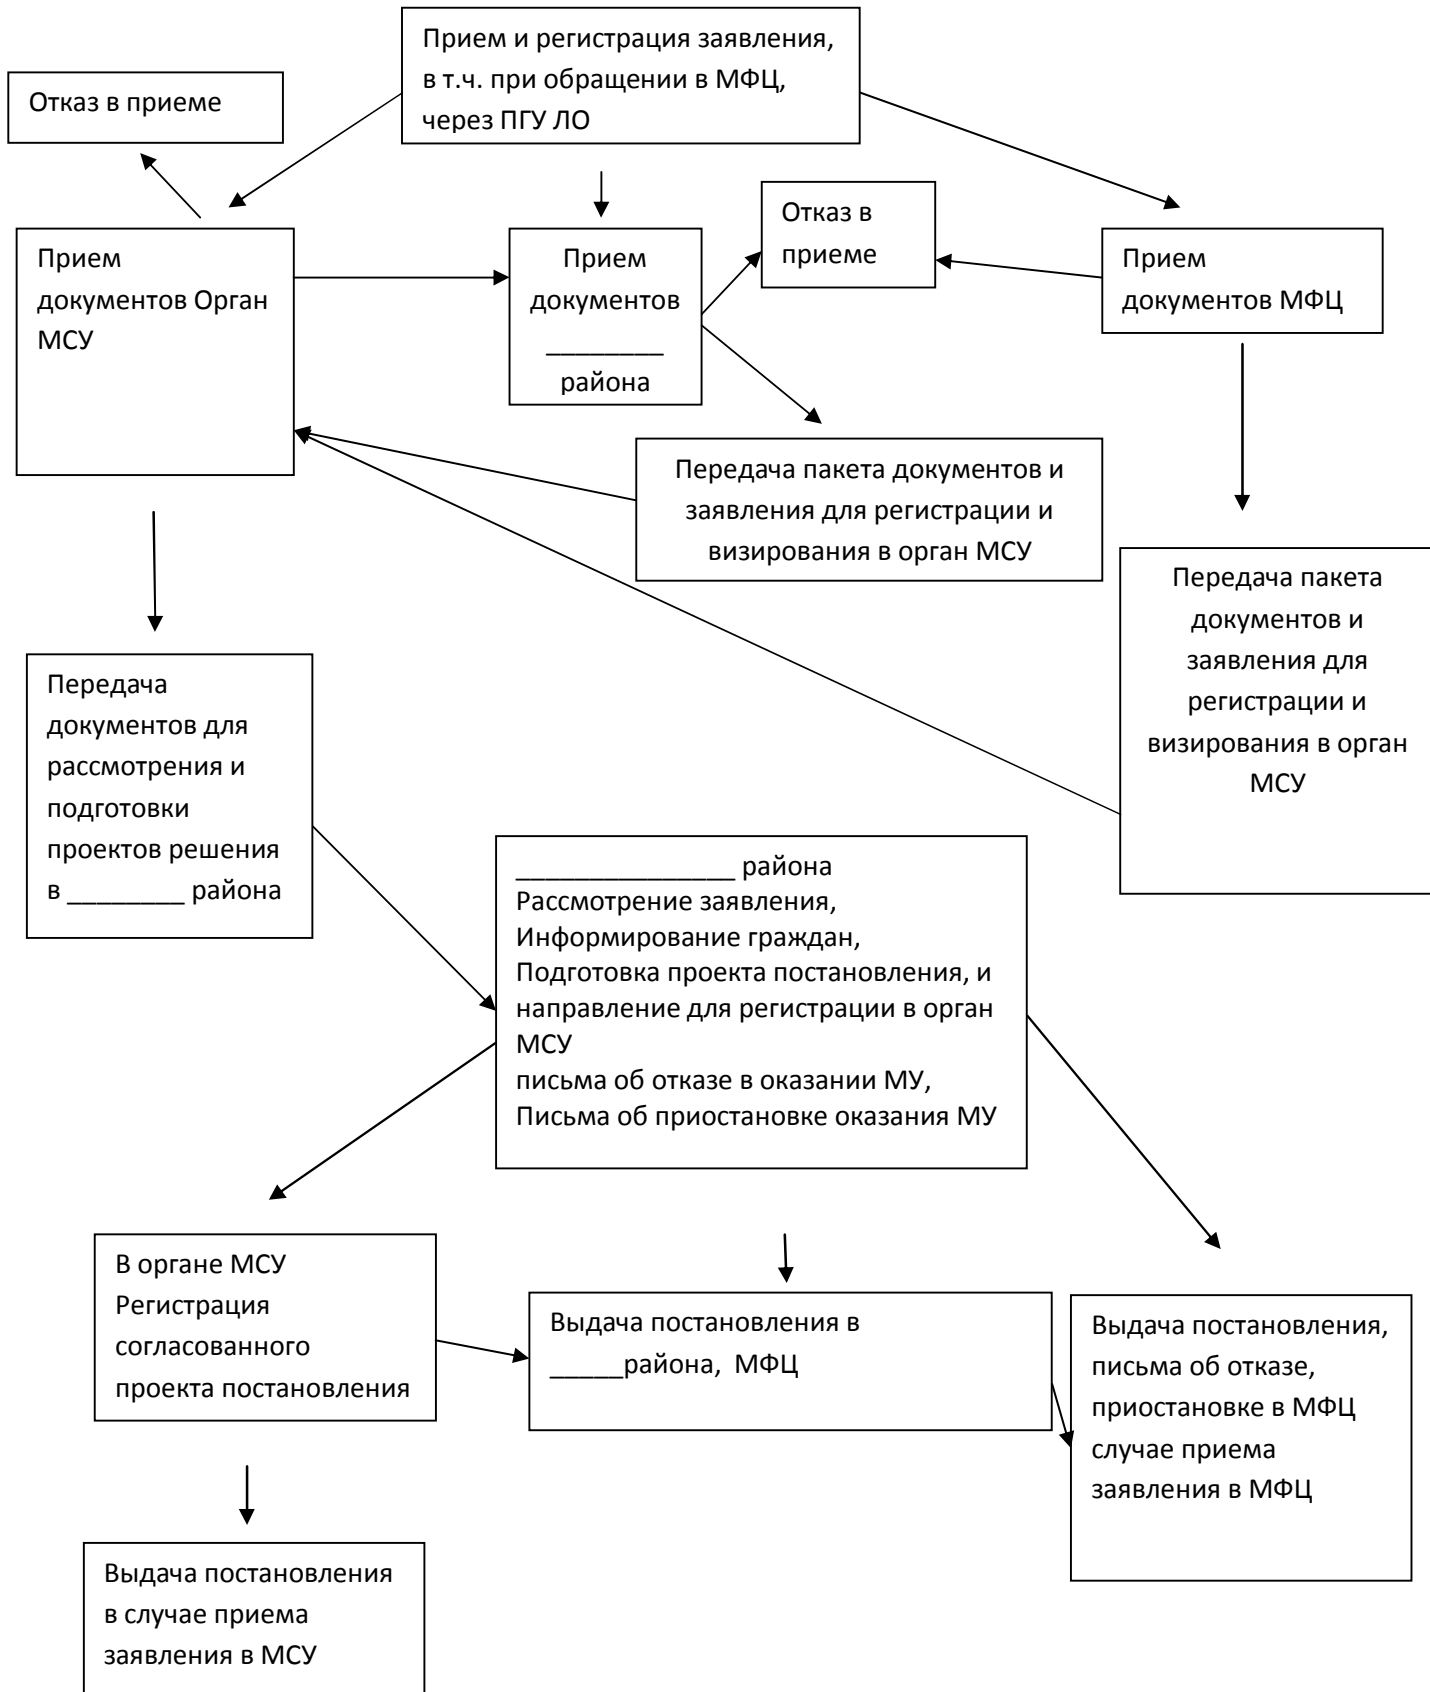 Прием и регистрация заявления,
в т.ч. при обращении в МФЦ,
через ПГУ ЛО
Отказ в приеме
Отказ в
приеме
Прием
документов Орган
МСУ
Прием
документов
________
района
Прием
документов МФЦ
Передача пакета документов и
заявления для регистрации и
визирования в орган МСУ
Передача пакета
документов и
заявления для
регистрации и
визирования в орган
МСУ
Передача
документов для
рассмотрения и
подготовки
проектов решения
в ________ района
_______________ района
Рассмотрение заявления,
Информирование граждан,
Подготовка проекта постановления, и
направление для регистрации в орган
МСУ
письма об отказе в оказании МУ,
Письма об приостановке оказания МУ
В органе МСУ
Регистрация
согласованного
проекта постановления
Выдача постановления в
_____района,  МФЦ
Выдача постановления,
письма об отказе,
приостановке в МФЦ
случае приема
заявления в МФЦ
Выдача постановления
в случае приема
заявления в МСУ